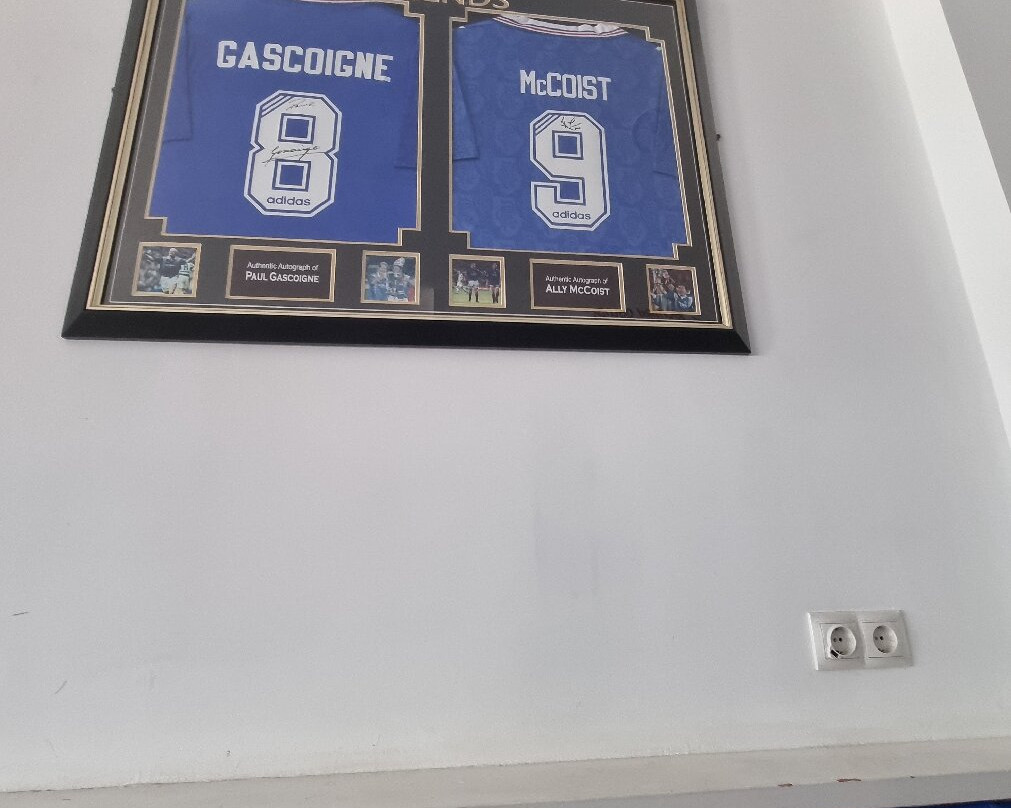 GASCOIGNE
8
adidas
McCOIST
9
adidas
Authentic Autograph of
PAUL GASCOIGNE
Authentic Autograph of
ALLY McCOIST